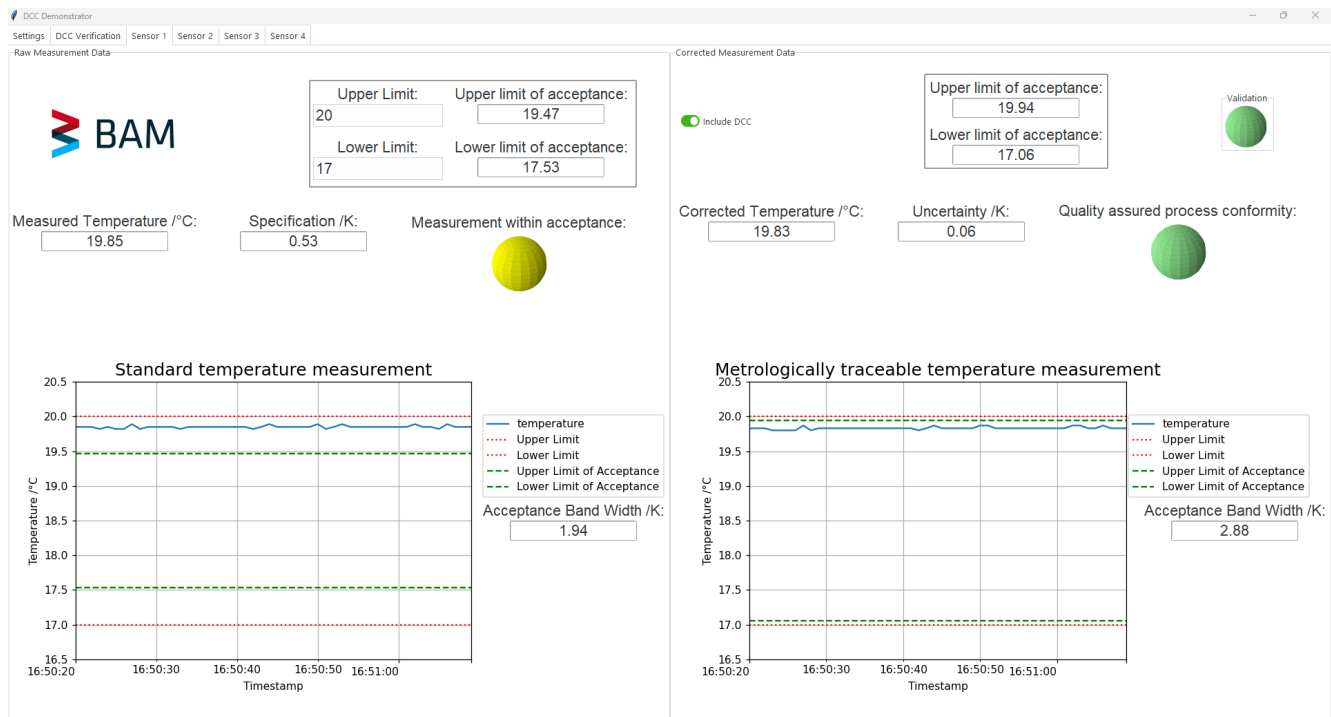 DCC Demonstrator
Settings DCC Verification Sensor 1 Sensor 2 Sensor 3 Sensor 4
Raw Measurement Data
BAM
Upper Limit: Upper limit of acceptance:
20 19.47
Lower Limit: Lower limit of acceptance:
17 17.53
Measured Temperature /°C: Specification /K: Measurement within acceptance:
19.85 0.53
Standard temperature measurement
20.5
20.0
19.5
19.0
18.5
18.0
17.5
17.0
16.5
Temperature /°C
16:50:20 16:50:30 16:50:40 16:50:50 16:51:00
Timestamp
temperature
Upper Limit
Lower Limit
Upper Limit of Acceptance
Lower Limit of Acceptance
Acceptance Band Width /K:
1.94
Corrected Measurement Data
Include DCC
Upper limit of acceptance:
19.94
Lower limit of acceptance:
17.06
Validation
Corrected Temperature /°C: Uncertainty /K: Quality assured process conformity:
19.83 0.06
Metrologically traceable temperature measurement
20.5
20.0
19.5
19.0
18.5
18.0
17.5
17.0
16.5
Temperature /°C
16:50:20 16:50:30 16:50:40 16:50:50 16:51:00
Timestamp
temperature
Upper Limit
Lower Limit
Upper Limit of Acceptance
Lower Limit of Acceptance
Acceptance Band Width /K:
2.88